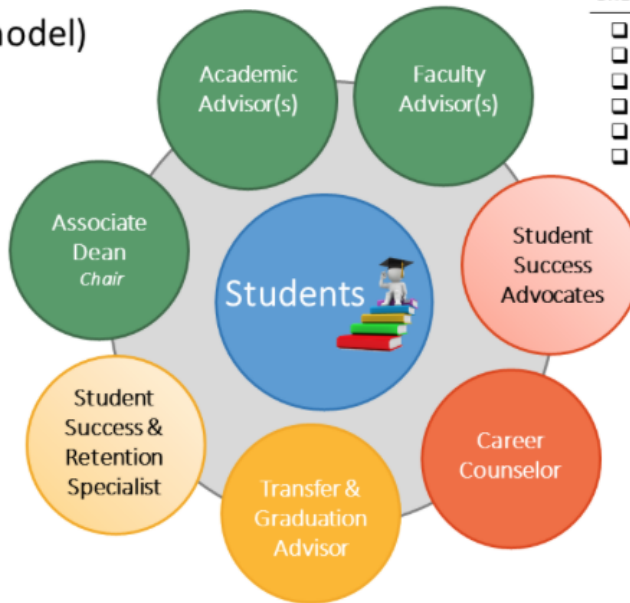 nodel)
Academic
Advisor(s)
Faculty
Advisor(s)
Associate
Dean
Chair
Students
Student
Success
Advocates
Student
Success &
Retention
Specialist
Career
Counselor
Transfer &
Graduation
Advisor